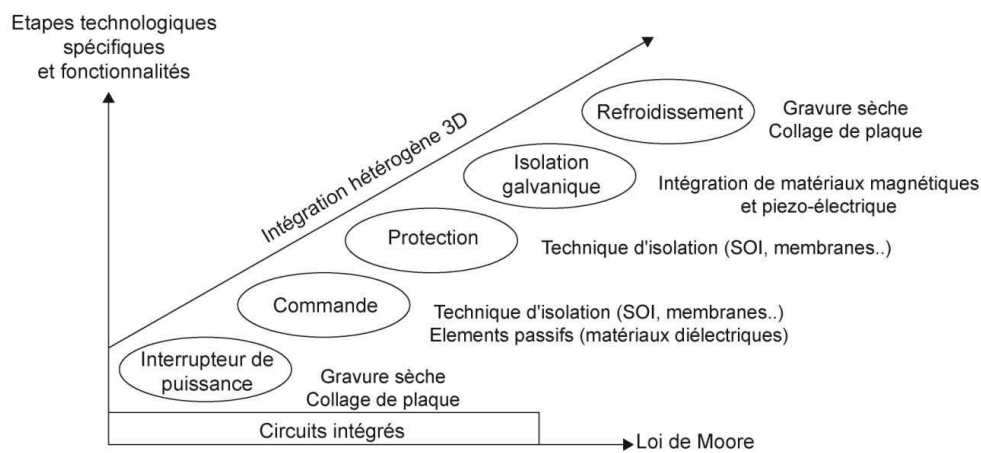 Etapes technologiques
spécifiques
et fonctionnalités
Intégration hétérogène 3D
Refroidissement
Gravure sèche
Collage de plaque
Isolation
galvanique
Intégration de matériaux magnétiques
et piezo-électrique
Protection
Technique d'isolation (SOI, membranes..)
Commande
Technique d'isolation (SOI, membranes..)
Elements passifs (matériaux diélectriques)
Interrupteur de
puissance
Gravure sèche
Collage de plaque
Circuits intégrés
Loi de Moore